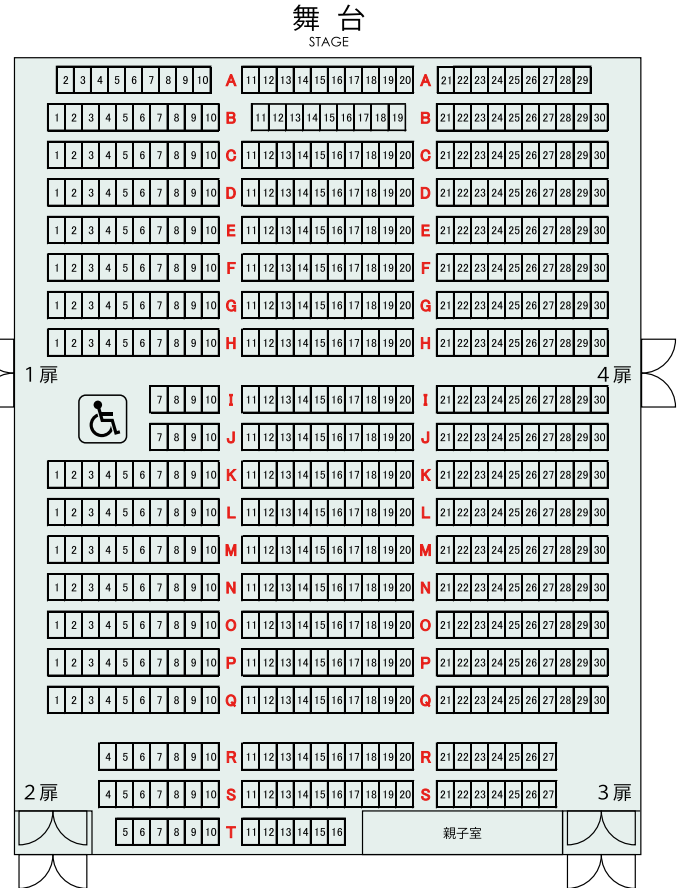 舞台
STAGE
2 3 4 5 6 7 8 9 10 A 11 12 13 14 15 16 17 18 19 20 A 21 22 23 24 25 26 27 28 29
1 2 3 4 5 6 7 8 9 10 B 11 12 13 14 15 16 17 18 19 B 21 22 23 24 25 26 27 28 29 30
1 2 3 4 5 6 7 8 9 10 C 11 12 13 14 15 16 17 18 19 20 C 21 22 23 24 25 26 27 28 29 30
1 2 3 4 5 6 7 8 9 10 D 11 12 13 14 15 16 17 18 19 20 D 21 22 23 24 25 26 27 28 29 30
1 2 3 4 5 6 7 8 9 10 E 11 12 13 14 15 16 17 18 19 20 E 21 22 23 24 25 26 27 28 29 30
1 2 3 4 5 6 7 8 9 10 F 11 12 13 14 15 16 17 18 19 20 F 21 22 23 24 25 26 27 28 29 30
1 2 3 4 5 6 7 8 9 10 G 11 12 13 14 15 16 17 18 19 20 G 21 22 23 24 25 26 27 28 29 30
1 2 3 4 5 6 7 8 9 10 H 11 12 13 14 15 16 17 18 19 20 H 21 22 23 24 25 26 27 28 29 30
1扉 4扉
7 8 9 10 I 11 12 13 14 15 16 17 18 19 20 I 21 22 23 24 25 26 27 28 29 30
7 8 9 10 J 11 12 13 14 15 16 17 18 19 20 J 21 22 23 24 25 26 27 28 29 30
1 2 3 4 5 6 7 8 9 10 K 11 12 13 14 15 16 17 18 19 20 K 21 22 23 24 25 26 27 28 29 30
1 2 3 4 5 6 7 8 9 10 L 11 12 13 14 15 16 17 18 19 20 L 21 22 23 24 25 26 27 28 29 30
1 2 3 4 5 6 7 8 9 10 M 11 12 13 14 15 16 17 18 19 20 M 21 22 23 24 25 26 27 28 29 30
1 2 3 4 5 6 7 8 9 10 N 11 12 13 14 15 16 17 18 19 20 N 21 22 23 24 25 26 27 28 29 30
1 2 3 4 5 6 7 8 9 10 O 11 12 13 14 15 16 17 18 19 20 O 21 22 23 24 25 26 27 28 29 30
1 2 3 4 5 6 7 8 9 10 P 11 12 13 14 15 16 17 18 19 20 P 21 22 23 24 25 26 27 28 29 30
1 2 3 4 5 6 7 8 9 10 Q 11 12 13 14 15 16 17 18 19 20 Q 21 22 23 24 25 26 27 28 29 30
4 5 6 7 8 9 10 R 11 12 13 14 15 16 17 18 19 20 R 21 22 23 24 25 26 27
2扉 3扉
4 5 6 7 8 9 10 S 11 12 13 14 15 16 17 18 19 20 S 21 22 23 24 25 26 27
5 6 7 8 9 10 T 11 12 13 14 15 16
親子室